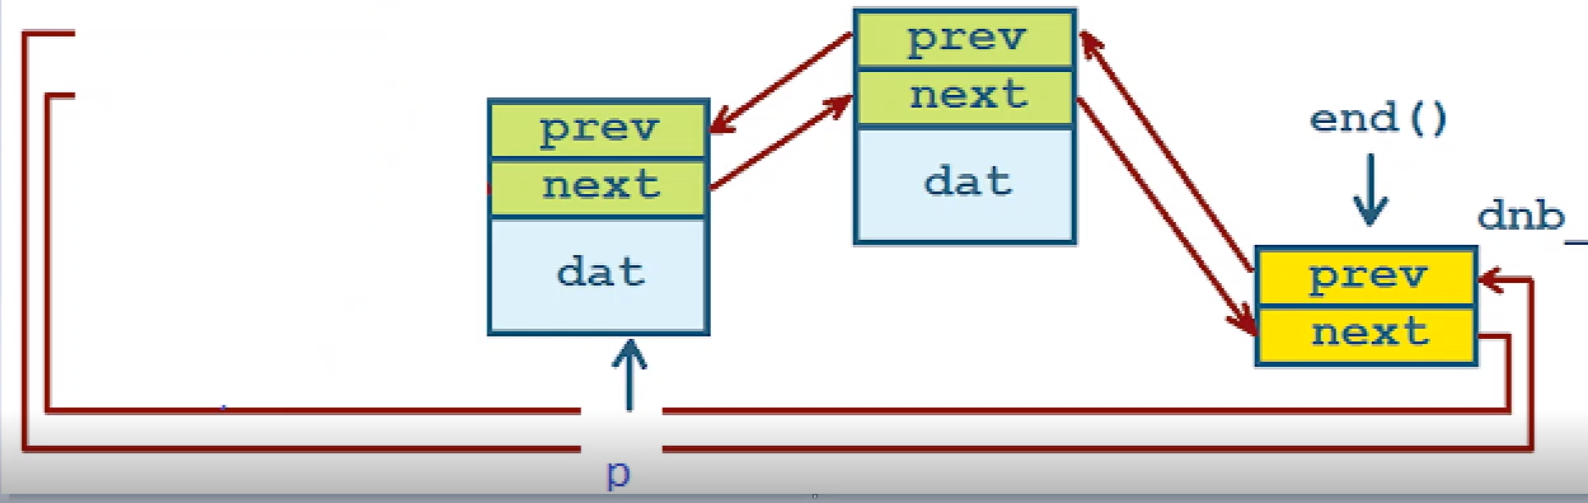 prev
next
dat
prev
next
dat
end()
dnb_
prev
next
p